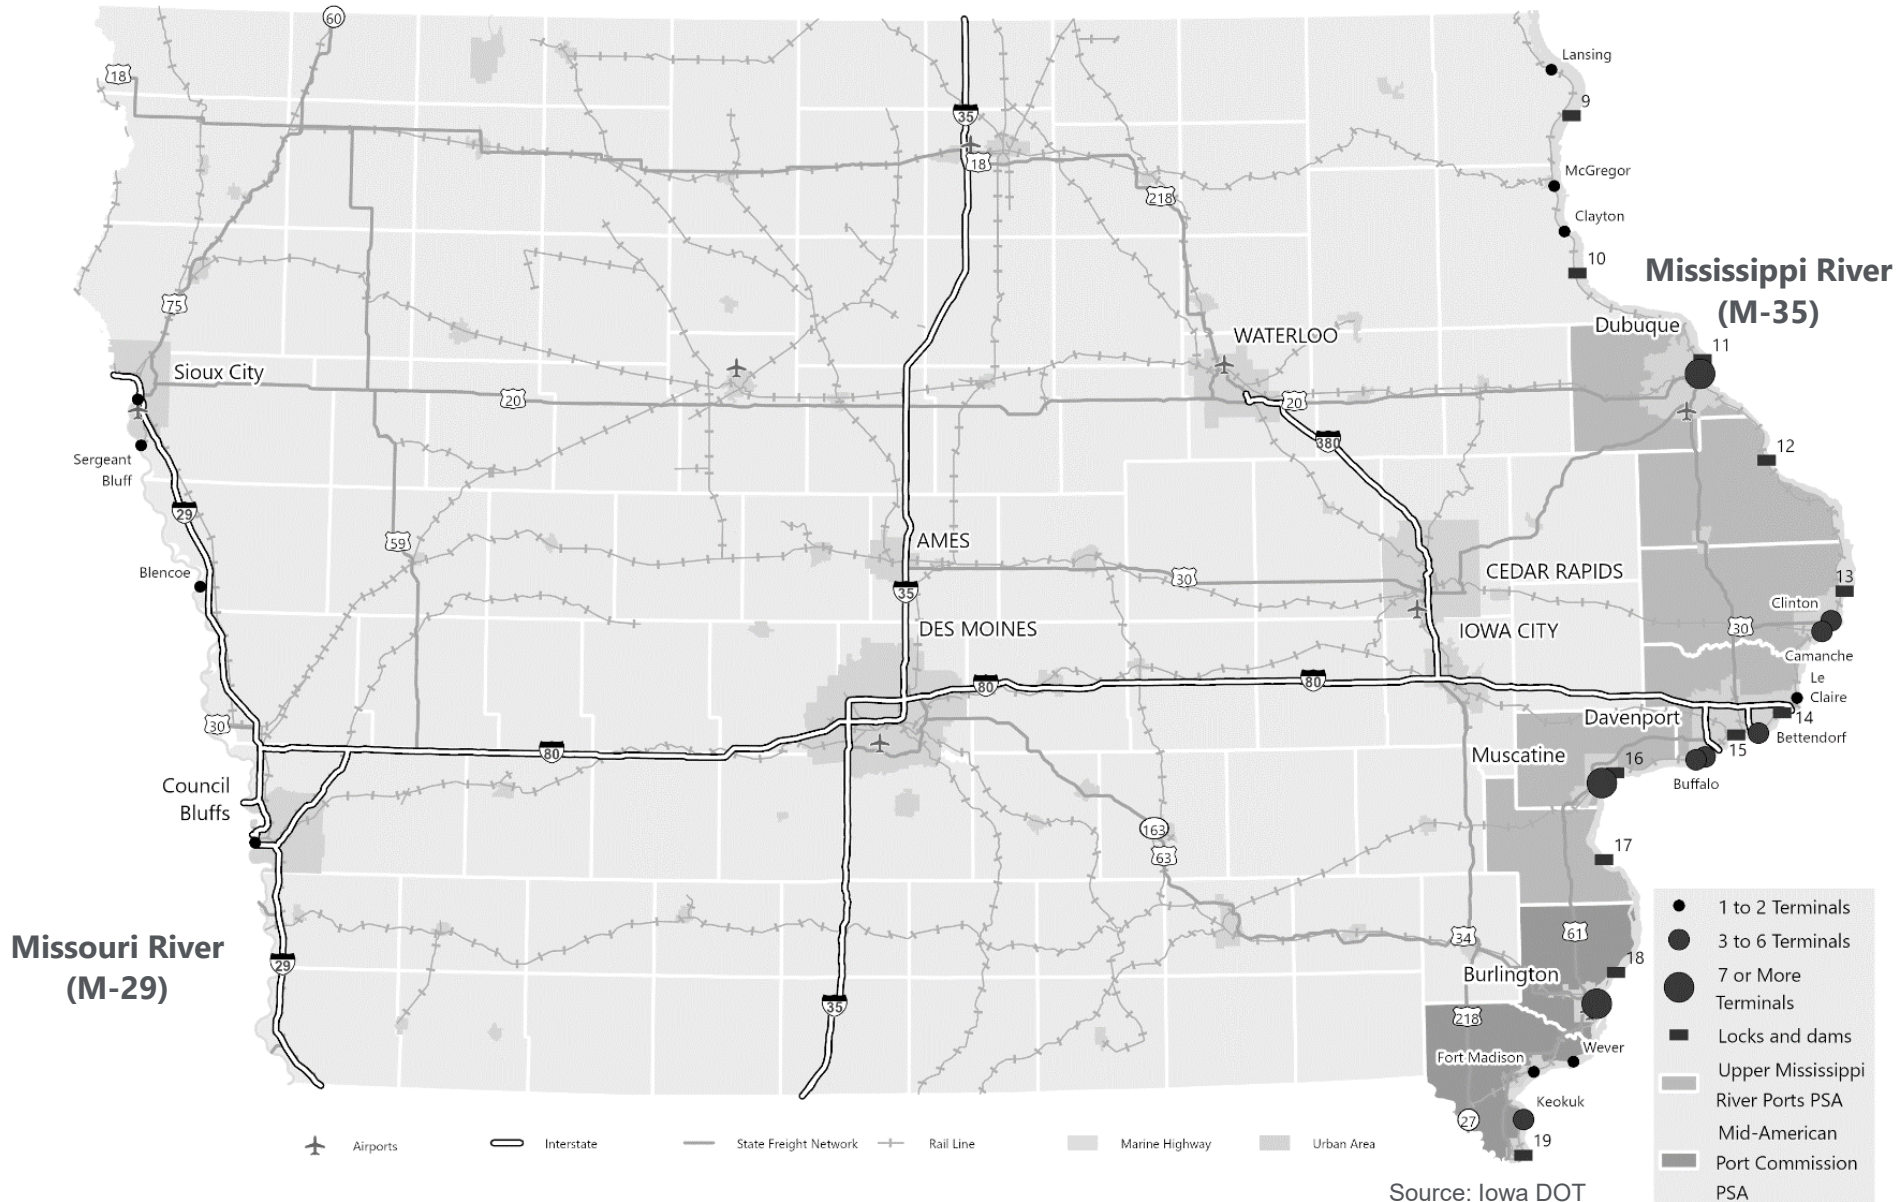 60
Lansing
18
9
35
18
McGregor
218
Clayton
10
Mississippi River
(M-35)
75
Dubuque
WATERLOO
11
Sioux City
20
20
380
12
Sergeant
Bluff
29
59
AMES
30
CEDAR RAPIDS
Blencoe
35
13
Clinton
DES MOINES
IOWA CITY
30
Camanche
80
80
Le
Claire
30
Davenport
14
80
Bettendorf
15
Muscatine
16
Council
Bluffs
Buffalo
163
63
17
Missouri River
(M-29)
29
34
61
18
Burlington
35
218
Wever
Fort Madison
Keokuk
27
19
1 to 2 Terminals
3 to 6 Terminals
7 or More
Terminals
Locks and dams
Upper Mississippi
River Ports PSA
Mid-American
Port Commission
PSA
Airports
Interstate
State Freight Network
Rail Line
Marine Highway
Urban Area
Source: Iowa DOT